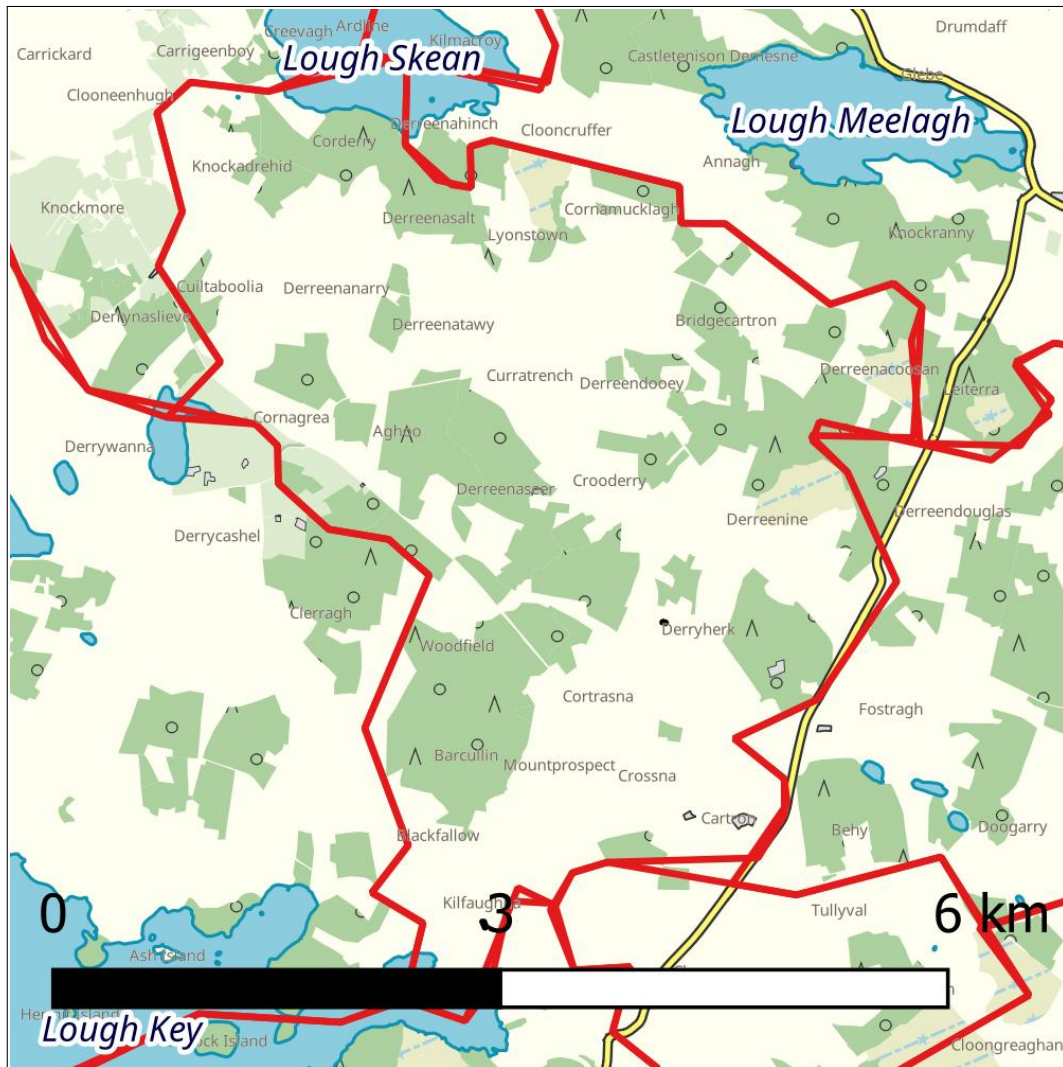 Ardline
Creevagh
Drumdaff
Kilmacroy
Carrickard
Carrigeenboy
Lough Skean
Castletenison Demesne
Glebe
Clooneenhugh
Lough Meelagh
Derreenahinch
Clooncruffer
Corderry
Knockadrehid
Annagh
Knockmore
Derreenasalt
Cornamucklagh
Lyonstown
Knockranny
Cuiltaboolia
Derreenanarry
Derrynaslieve
Derreenatawy
Bridgecartron
Curratrench
Derreendooey
Derreenacoosan
Leiterra
Cornagrea
Aghoo
Derrywanna
Crooderry
Derreenaseer
Derreenine
Derreendouglas
Derrycashel
Clerragh
Derryherk
Woodfield
Cortrasna
Fostragh
Barcullin
Mountprospect
Crossna
Cartron
Behy
Doogarry
Blackfallow
Kilfaughna
Tullyval
0
3
6 km
Ash Island
Lough Key
Cloongreaghan